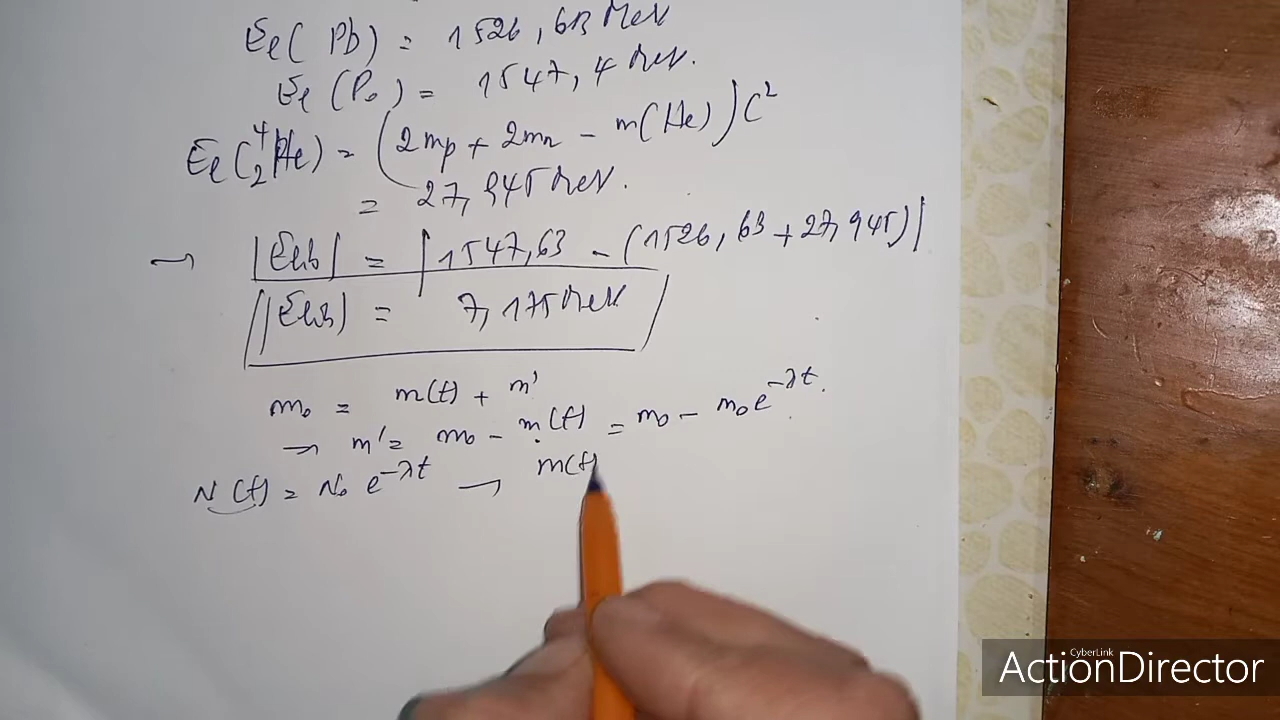 El( Pb) = 1526,63 MeV
El (Po) = 1547,4 MeV.
El(⁴₂He) = (2mp + 2mn - m(He))C²
= 27,945 MeV.
→ |Elib| = |1547,63 - (1526,63 + 27,945)|
|Elib| = 7,175 MeV
m₀ = m(t) + m'
→ m' = m₀ - m(t) = m₀ - m₀e^-λt.
N(t) = N₀ e^-λt → m(t)
CyberLink
ActionDirector